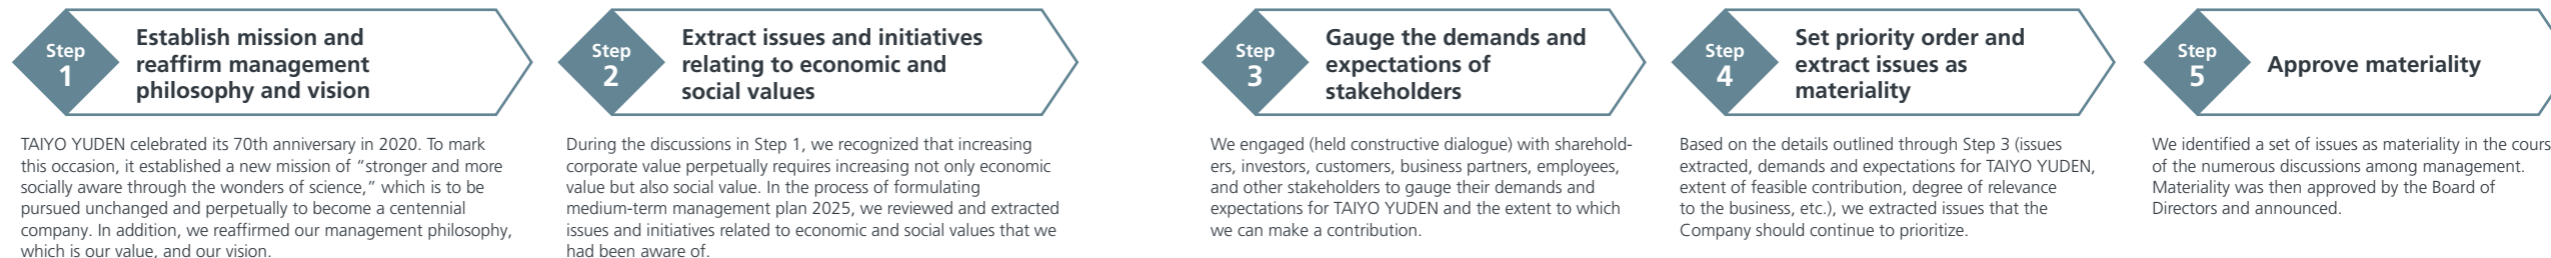 Step
1
Establish mission and
reaffirm management
philosophy and vision
TAIYO YUDEN celebrated its 70th anniversary in 2020. To mark
this occasion, it established a new mission of “stronger and more
socially aware through the wonders of science,” which is to be
pursued unchanged and perpetually to become a centennial
company. In addition, we reaffirmed our management philosophy,
which is our value, and our vision.
Step
2
Extract issues and initiatives
relating to economic and
social values
During the discussions in Step 1, we recognized that increasing
corporate value perpetually requires increasing not only economic
value but also social value. In the process of formulating
medium-term management plan 2025, we reviewed and extracted
issues and initiatives related to economic and social values that we
had been aware of.
Step
3
Gauge the demands and
expectations of
stakeholders
We engaged (held constructive dialogue) with sharehold-
ers, investors, customers, business partners, employees,
and other stakeholders to gauge their demands and
expectations for TAIYO YUDEN and the extent to which
we can make a contribution.
Step
4
Set priority order and
extract issues as
materiality
Based on the details outlined through Step 3 (issues
extracted, demands and expectations for TAIYO YUDEN,
extent of feasible contribution, degree of relevance
to the business, etc.), we extracted issues that the
Company should continue to prioritize.
Step
5
Approve materiality
We identified a set of issues as materiality in the cours
of the numerous discussions among management.
Materiality was then approved by the Board of
Directors and announced.